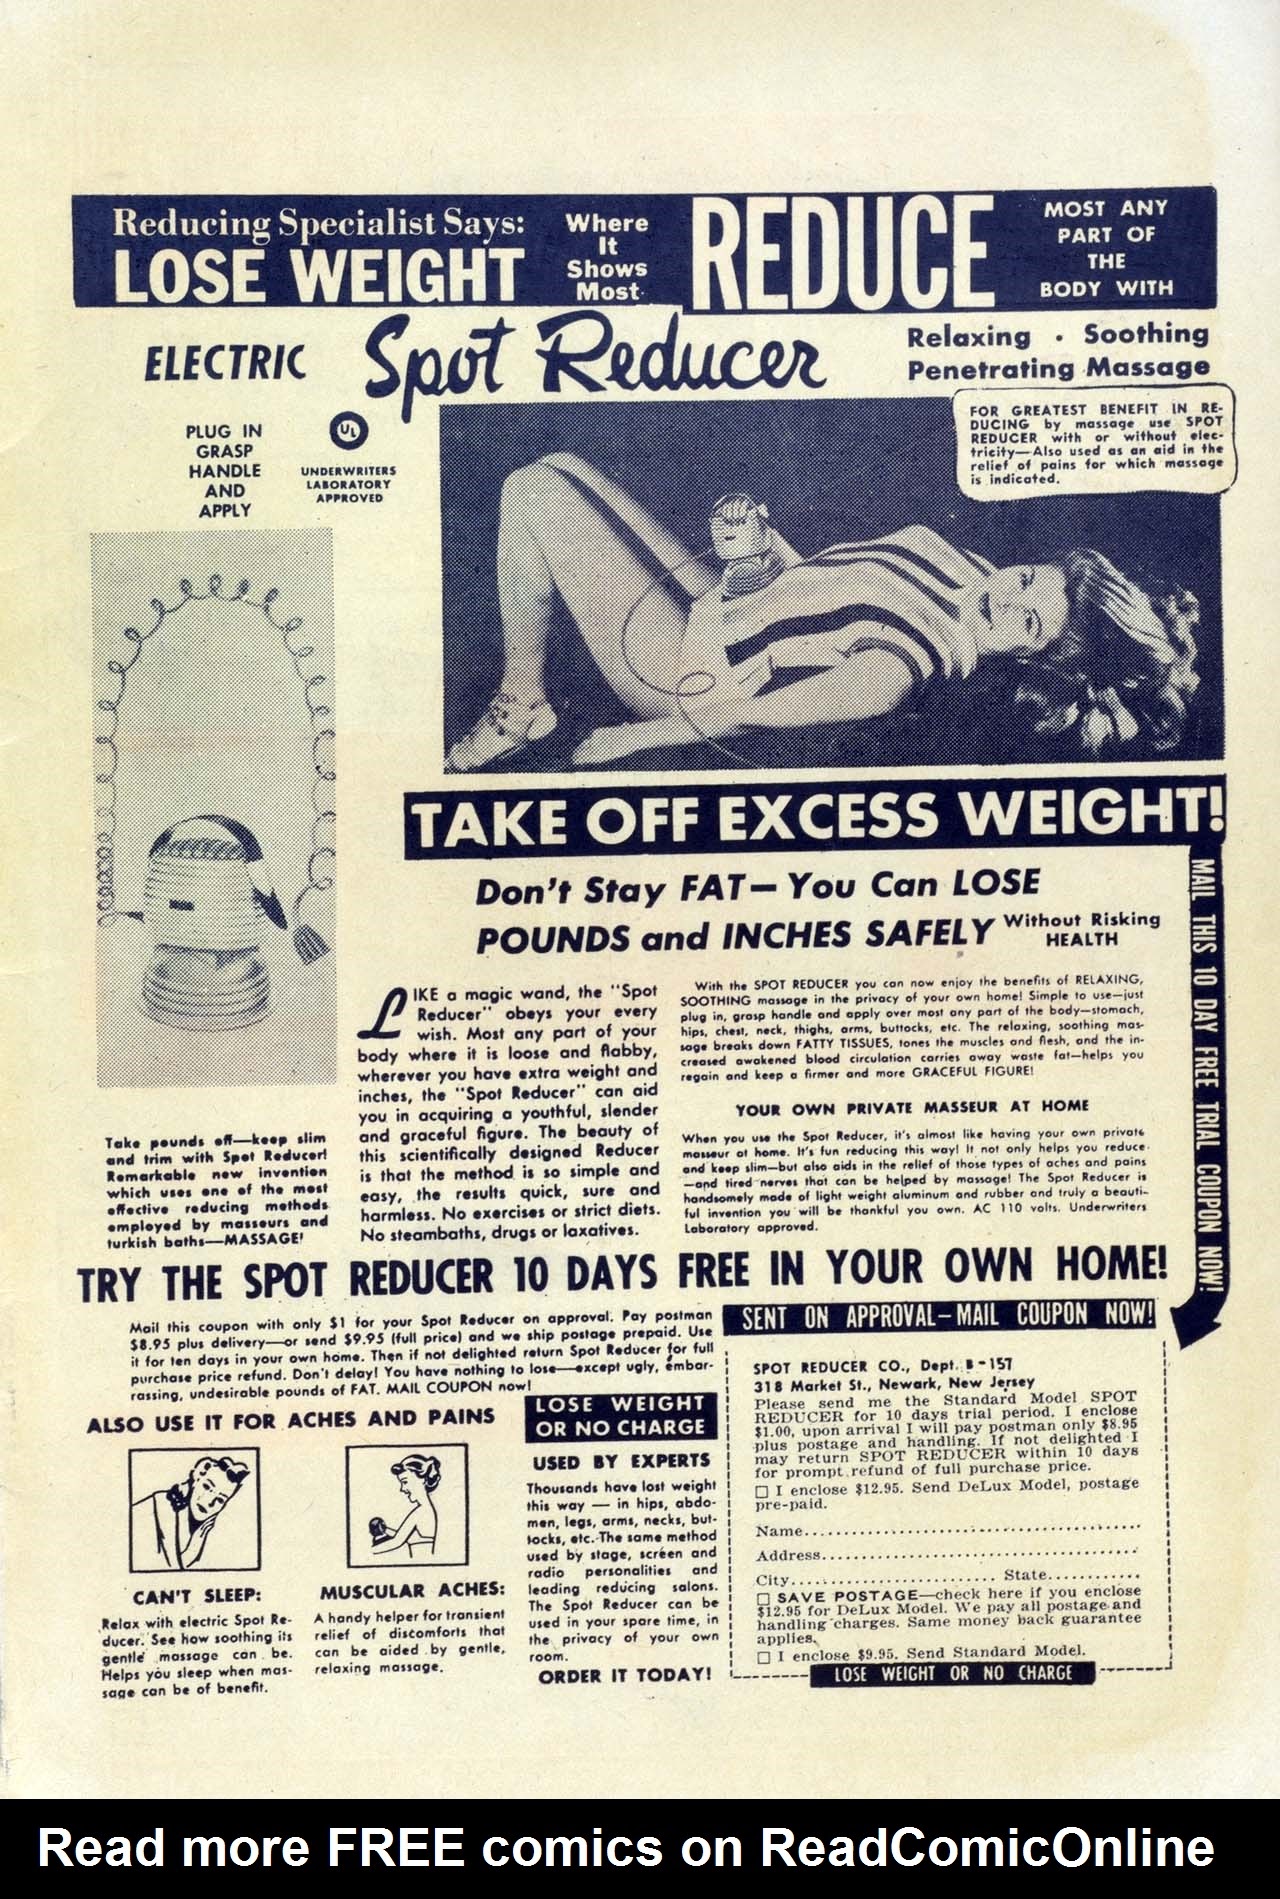 Reducing Specialist Says:
LOSE WEIGHT
Where
It
Shows
Most
REDUCE
MOST ANY
PART OF
THE
BODY WITH
ELECTRIC
Spot Reducer
Relaxing • Soothing
Penetrating Massage
PLUG IN
GRASP
HANDLE
AND
APPLY
UL
UNDERWRITERS
LABORATORY
APPROVED
FOR GREATEST BENEFIT IN RE-
DUCING by massage use SPOT
REDUCER with or without elec-
tricity—Also used as an aid in the
relief of pains for which massage
is indicated.
TAKE OFF EXCESS WEIGHT!
Don't Stay FAT— You Can LOSE
POUNDS and INCHES SAFELY
Without Risking
HEALTH
MAIL THIS 10 DAY FREE TRIAL COUPON NOW!
Take pounds off—keep slim
and trim with Spot Reducer!
Remarkable new invention
which uses one of the most
effective reducing methods
employed by masseurs and
turkish baths—MASSAGE!
LIKE a magic wand, the "Spot
Reducer" obeys your every
wish. Most any part of your
body where it is loose and flabby,
wherever you have extra weight and
inches, the "Spot Reducer" can aid
you in acquiring a youthful, slender
and graceful figure. The beauty of
this scientifically designed Reducer
is that the method is so simple and
easy, the results quick, sure and
harmless. No exercises or strict diets.
No steambaths, drugs or laxatives.
With the SPOT REDUCER you can now enjoy the benefits of RELAXING,
SOOTHING massage in the privacy of your own home! Simple to use—just
plug in, grasp handle and apply over most any part of the body—stomach,
hips, chest, neck, thighs, arms, buttocks, etc. The relaxing, soothing mas-
sage breaks down FATTY TISSUES, tones the muscles and flesh, and the in-
creased awakened blood circulation carries away waste fat—helps you
regain and keep a firmer and more GRACEFUL FIGURE!
YOUR OWN PRIVATE MASSEUR AT HOME
When you use the Spot Reducer, it's almost like having your own private
masseur at home. It's fun reducing this way! It not only helps you reduce
and keep slim—but also aids in the relief of those types of aches and pains
—and tired nerves that can be helped by massage! The Spot Reducer is
handsomely made of light weight aluminum and rubber and truly a beauti-
ful invention you will be thankful you own. AC 110 volts. Underwriters
Laboratory approved.
TRY THE SPOT REDUCER 10 DAYS FREE IN YOUR OWN HOME!
Mail this coupon with only $1 for your Spot Reducer on approval. Pay postman
$8.95 plus delivery—or send $9.95 (full price) and we ship postage prepaid. Use
it for ten days in your own home. Then if not delighted return Spot Reducer for full
purchase price refund. Don't delay! You have nothing to lose—except ugly, embar-
rassing, undesirable pounds of FAT. MAIL COUPON now!
ALSO USE IT FOR ACHES AND PAINS
CAN'T SLEEP:
Relax with electric Spot Re-
ducer. See how soothing its
gentle massage can be.
Helps you sleep when mas-
sage can be of benefit.
MUSCULAR ACHES:
A handy helper for transient
relief of discomforts that
can be aided by gentle,
relaxing massage.
LOSE WEIGHT
OR NO CHARGE
USED BY EXPERTS
Thousands have lost weight
this way — in hips, abdo-
men, legs, arms, necks, but-
tocks, etc. The same method
used by stage, screen and
radio personalities and
leading reducing salons.
The Spot Reducer can be
used in your spare time, in
the privacy of your own
room.
ORDER IT TODAY!
SENT ON APPROVAL—MAIL COUPON NOW!
SPOT REDUCER CO., Dept. B-157
318 Market St., Newark, New Jersey
Please send me the Standard Model SPOT
REDUCER for 10 days trial period. I enclose
$1.00, upon arrival I will pay postman only $8.95
plus postage and handling. If not delighted I
may return SPOT REDUCER within 10 days
for prompt refund of full purchase price.
☐ I enclose $12.95. Send DeLux Model, postage
pre-paid.
Name
Address
City State
☐ SAVE POSTAGE—check here if you enclose
$12.95 for DeLux Model. We pay all postage and
handling charges. Same money back guarantee
applies.
☐ I enclose $9.95. Send Standard Model.
LOSE WEIGHT OR NO CHARGE
Read more FREE comics on ReadComicOnline